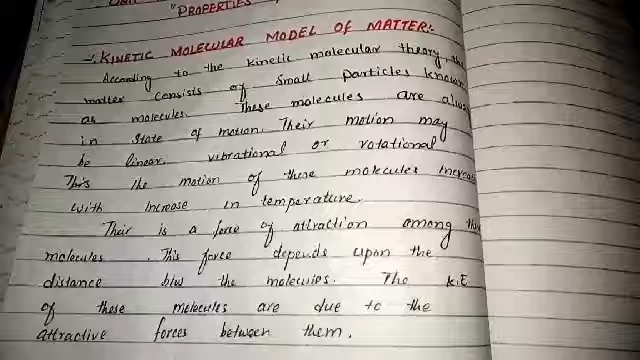 "PROPERTIES
:- KINETIC MOLECULAR MODEL OF MATTER:-
According to the kinetic molecular theory, the
matter consists of small particles known
as molecules. These molecules are always
in state of motion. Their motion may
be linear, vibrational or rotational
This the motion of these molecules increase
with increase in temperature.
Their is a force of attraction among the
molecules. This force depends upon the
distance b/w the molecules. The K.E
of these molecules are due to the
attractive forces between them.